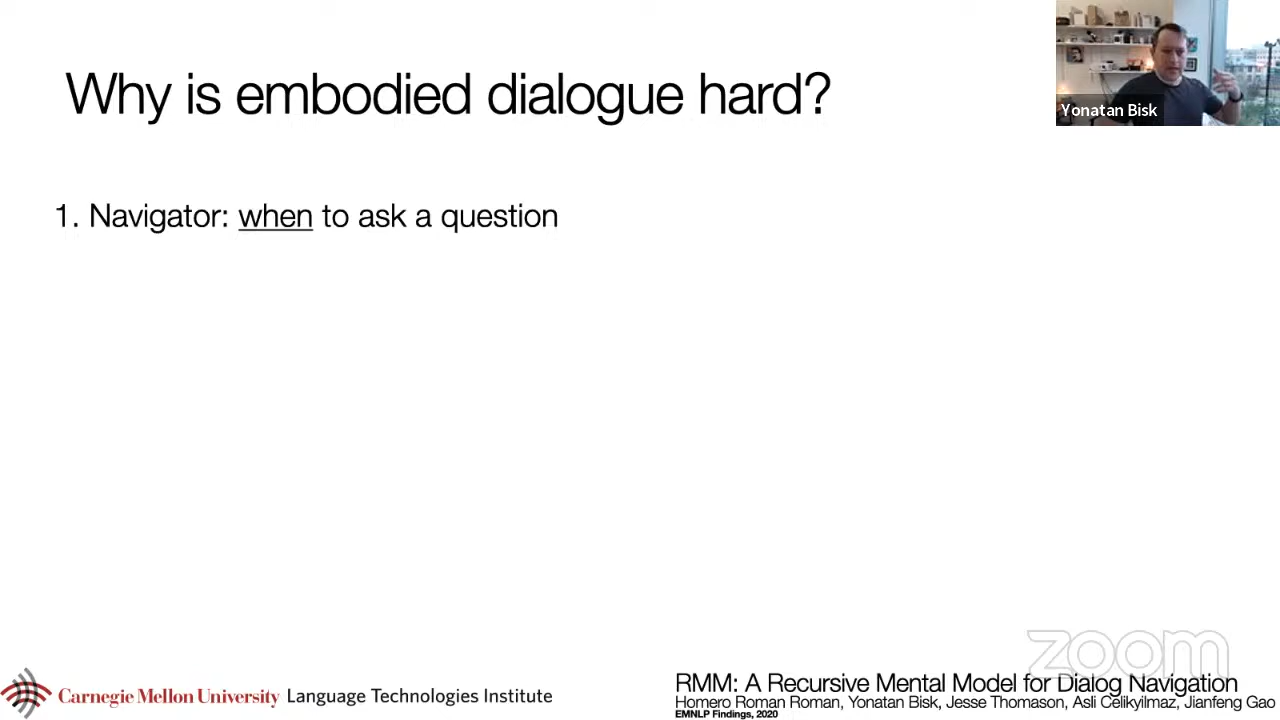 Why is embodied dialogue hard?
Yonatan Bisk
1. Navigator: when to ask a question
zoom
RMM: A Recursive Mental Model for Dialog Navigation
Homero Roman Roman, Yonatan Bisk, Jesse Thomason, Asli Celikyilmaz, Jianfeng Gao
EMNLP Findings, 2020
Carnegie Mellon University Language Technologies Institute